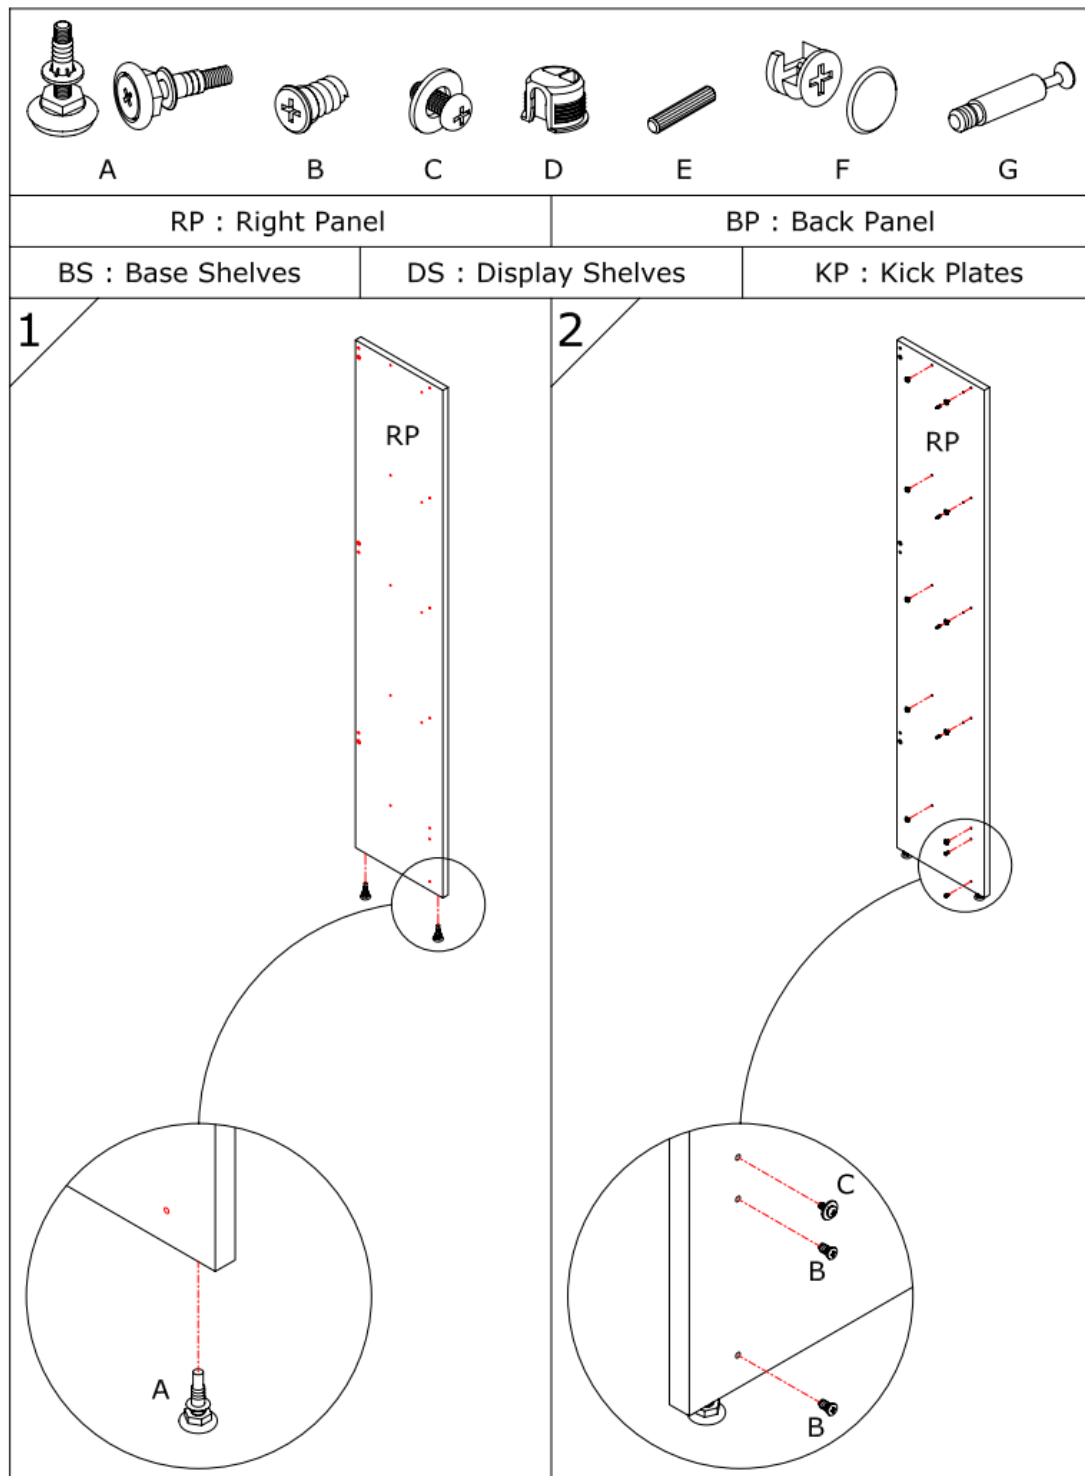 A B C D E F G
RP : Right Panel
BP : Back Panel
BS : Base Shelves
DS : Display Shelves
KP : Kick Plates
1
RP
A
2
RP
C
B
B